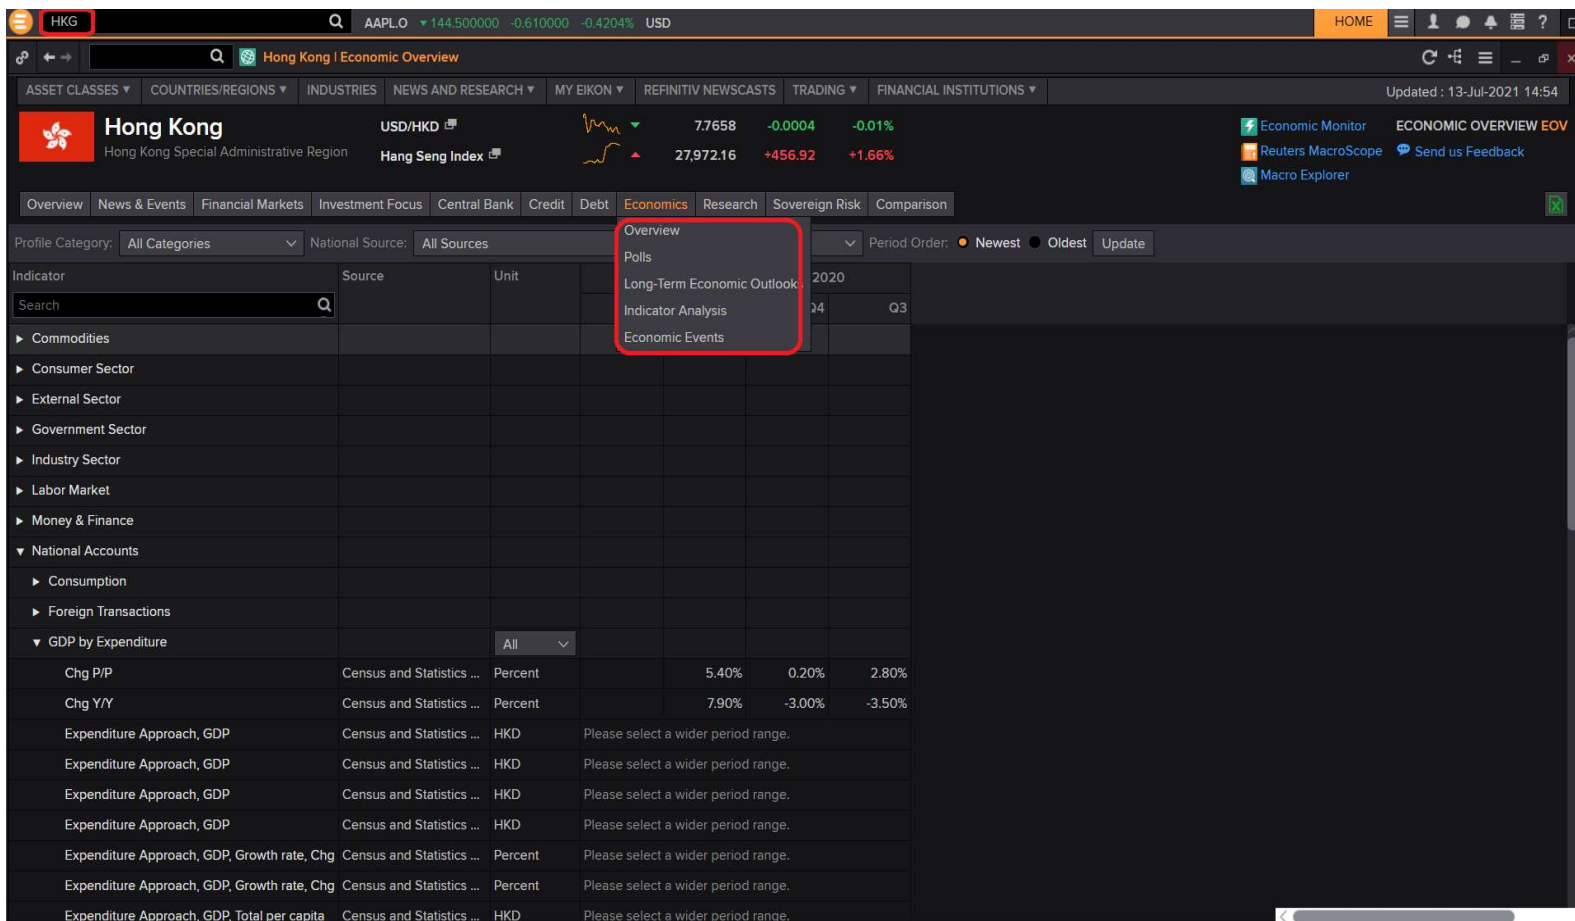 HKG AAPL.O ▼144.500000 -0.610000 -0.4204% USD HOME ?
Hong Kong | Economic Overview
ASSET CLASSES ▼ COUNTRIES/REGIONS ▼ INDUSTRIES NEWS AND RESEARCH ▼ MY EIKON ▼ REFINITIV NEWSCASTS TRADING ▼ FINANCIAL INSTITUTIONS ▼ Updated : 13-Jul-2021 14:54
Hong Kong USD/HKD 7.7658 -0.0004 -0.01% Economic Monitor ECONOMIC OVERVIEW EOV
Hong Kong Special Administrative Region Hang Seng Index 27,972.16 +456.92 +1.66% Reuters MacroScope Send us Feedback
Macro Explorer
Overview News & Events Financial Markets Investment Focus Central Bank Credit Debt Economics Research Sovereign Risk Comparison
Overview
Polls
Long-Term Economic Outlooks
Indicator Analysis
Economic Events
Profile Category: All Categories National Source: All Sources Period Order: Newest Oldest Update
Indicator Source Unit 2020
Search Q4 Q3
Commodities
Consumer Sector
External Sector
Government Sector
Industry Sector
Labor Market
Money & Finance
National Accounts
Consumption
Foreign Transactions
GDP by Expenditure All
Chg P/P Census and Statistics ... Percent 5.40% 0.20% 2.80%
Chg Y/Y Census and Statistics ... Percent 7.90% -3.00% -3.50%
Expenditure Approach, GDP Census and Statistics ... HKD Please select a wider period range.
Expenditure Approach, GDP Census and Statistics ... HKD Please select a wider period range.
Expenditure Approach, GDP Census and Statistics ... HKD Please select a wider period range.
Expenditure Approach, GDP Census and Statistics ... HKD Please select a wider period range.
Expenditure Approach, GDP, Growth rate, Chg Census and Statistics ... Percent Please select a wider period range.
Expenditure Approach, GDP, Growth rate, Chg Census and Statistics ... Percent Please select a wider period range.
Expenditure Approach, GDP, Total per capita Census and Statistics ... HKD Please select a wider period range.